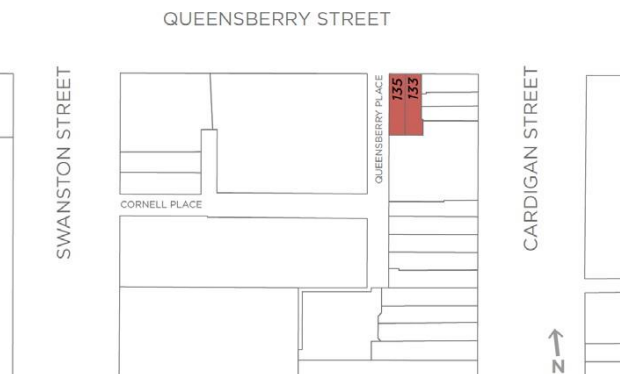 QUEENSBERRY STREET
SWANSTON STREET
QUEENSBERRY PLACE
135
133
CARDIGAN STREET
CORNELL PLACE
N